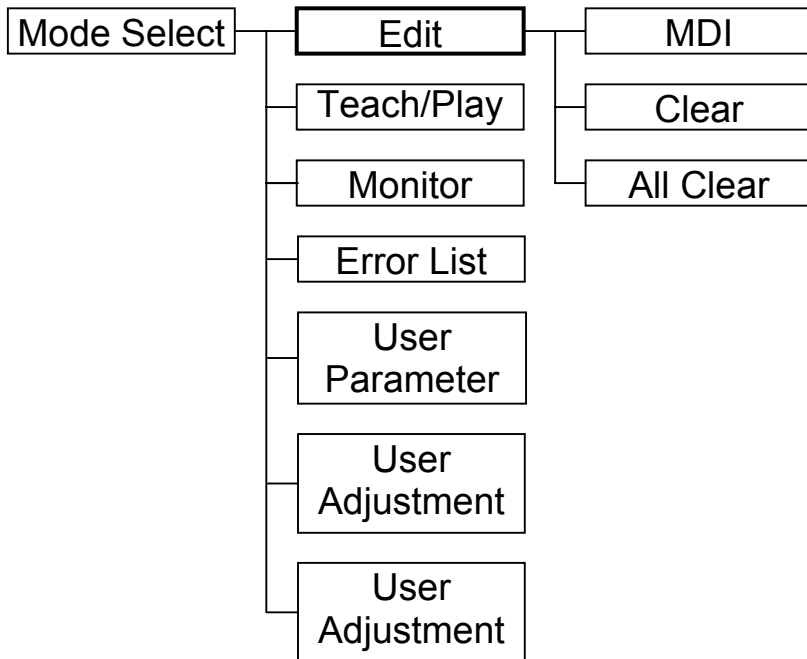 Mode Select
Edit
MDI
Teach/Play
Clear
Monitor
All Clear
Error List
User
Parameter
User
Adjustment
User
Adjustment